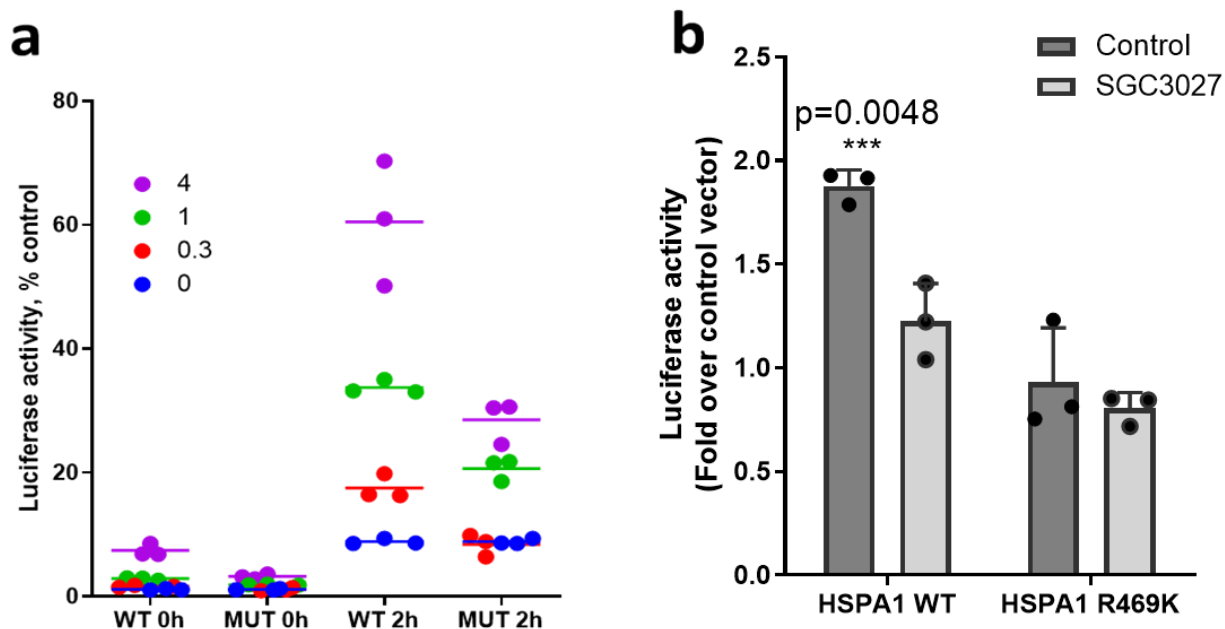 a
Luciferase activity, % control
80
60
40
20
0
4
1
0.3
0
WT 0h
MUT 0h
WT 2h
MUT 2h
b
Control
SGC3027
Luciferase activity
(Fold over control vector)
2.5
2.0
1.5
1.0
0.5
0.0
p=0.0048
***
HSPA1 WT
HSPA1 R469K